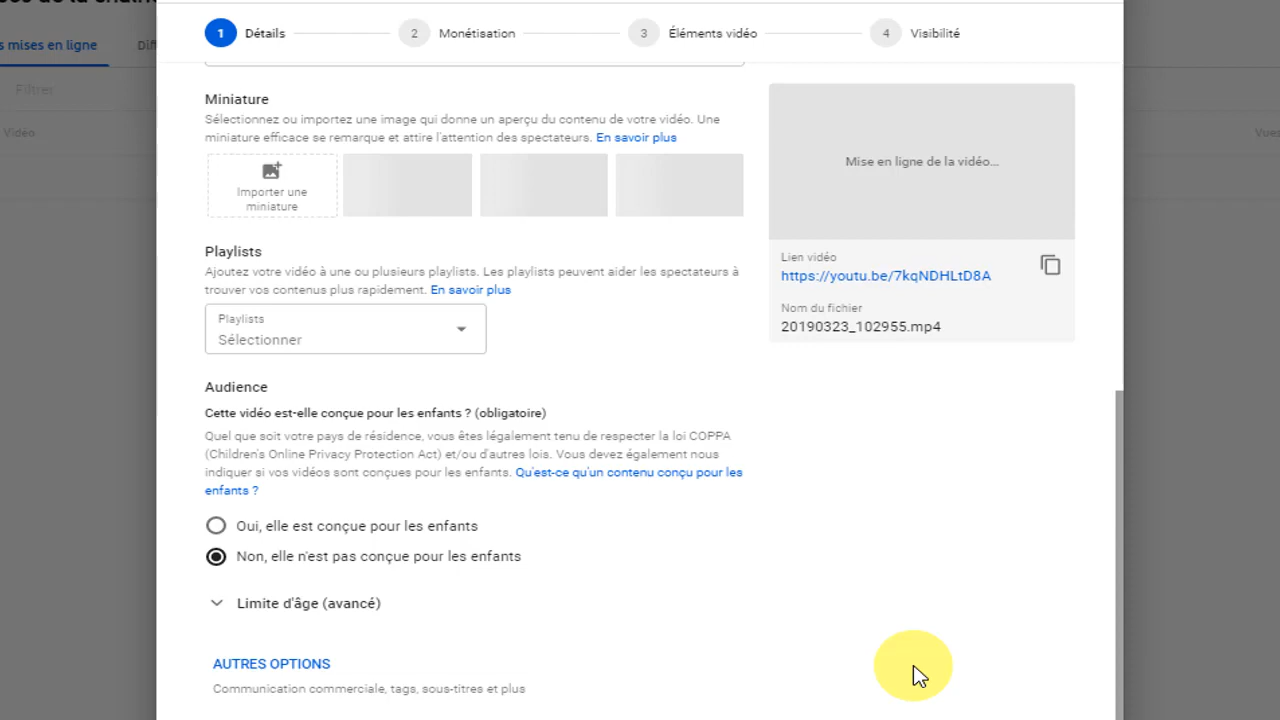 1 Détails
2 Monétisation
3 Éléments vidéo
4 Visibilité
s mises en ligne
Filtrer
Vidéo
Vues
Miniature
Sélectionnez ou importez une image qui donne un aperçu du contenu de votre vidéo. Une
miniature efficace se remarque et attire l'attention des spectateurs. En savoir plus
Importer une
miniature
Mise en ligne de la vidéo...
Lien vidéo
https://youtu.be/7kqNDHLtD8A
Nom du fichier
20190323_102955.mp4
Playlists
Ajoutez votre vidéo à une ou plusieurs playlists. Les playlists peuvent aider les spectateurs à
trouver vos contenus plus rapidement. En savoir plus
Playlists
Sélectionner
Audience
Cette vidéo est-elle conçue pour les enfants ? (obligatoire)
Quel que soit votre pays de résidence, vous êtes légalement tenu de respecter la loi COPPA
(Children's Online Privacy Protection Act) et/ou d'autres lois. Vous devez également nous
indiquer si vos vidéos sont conçues pour les enfants. Qu'est-ce qu'un contenu conçu pour les
enfants ?
Oui, elle est conçue pour les enfants
Non, elle n'est pas conçue pour les enfants
Limite d'âge (avancé)
AUTRES OPTIONS
Communication commerciale, tags, sous-titres et plus